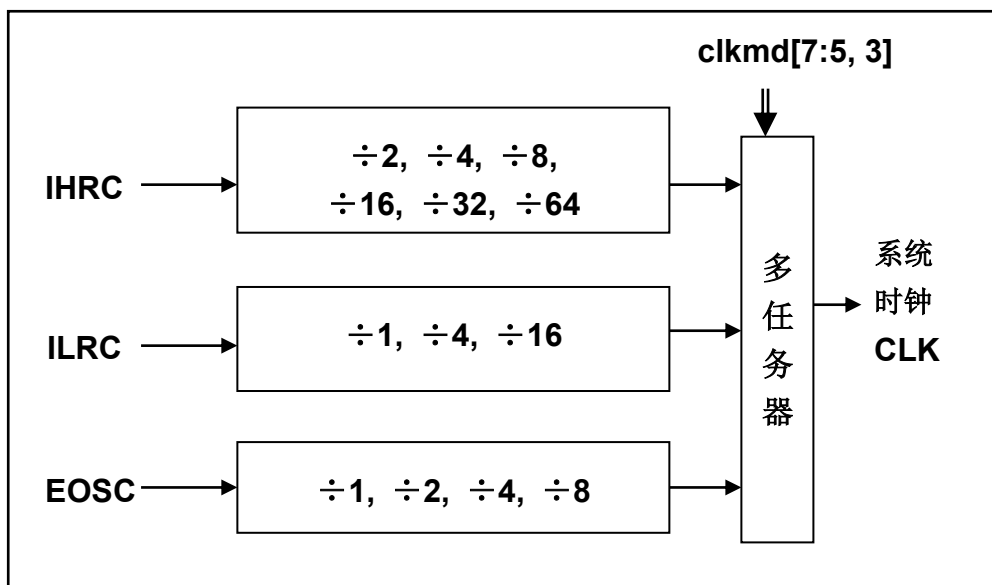 clkmd[7:5, 3]
IHRC
÷2, ÷4, ÷8,
÷16, ÷32, ÷64
ILRC
÷1, ÷4, ÷16
EOSC
÷1, ÷2, ÷4, ÷8
多
任
务
器
系统
时钟
CLK